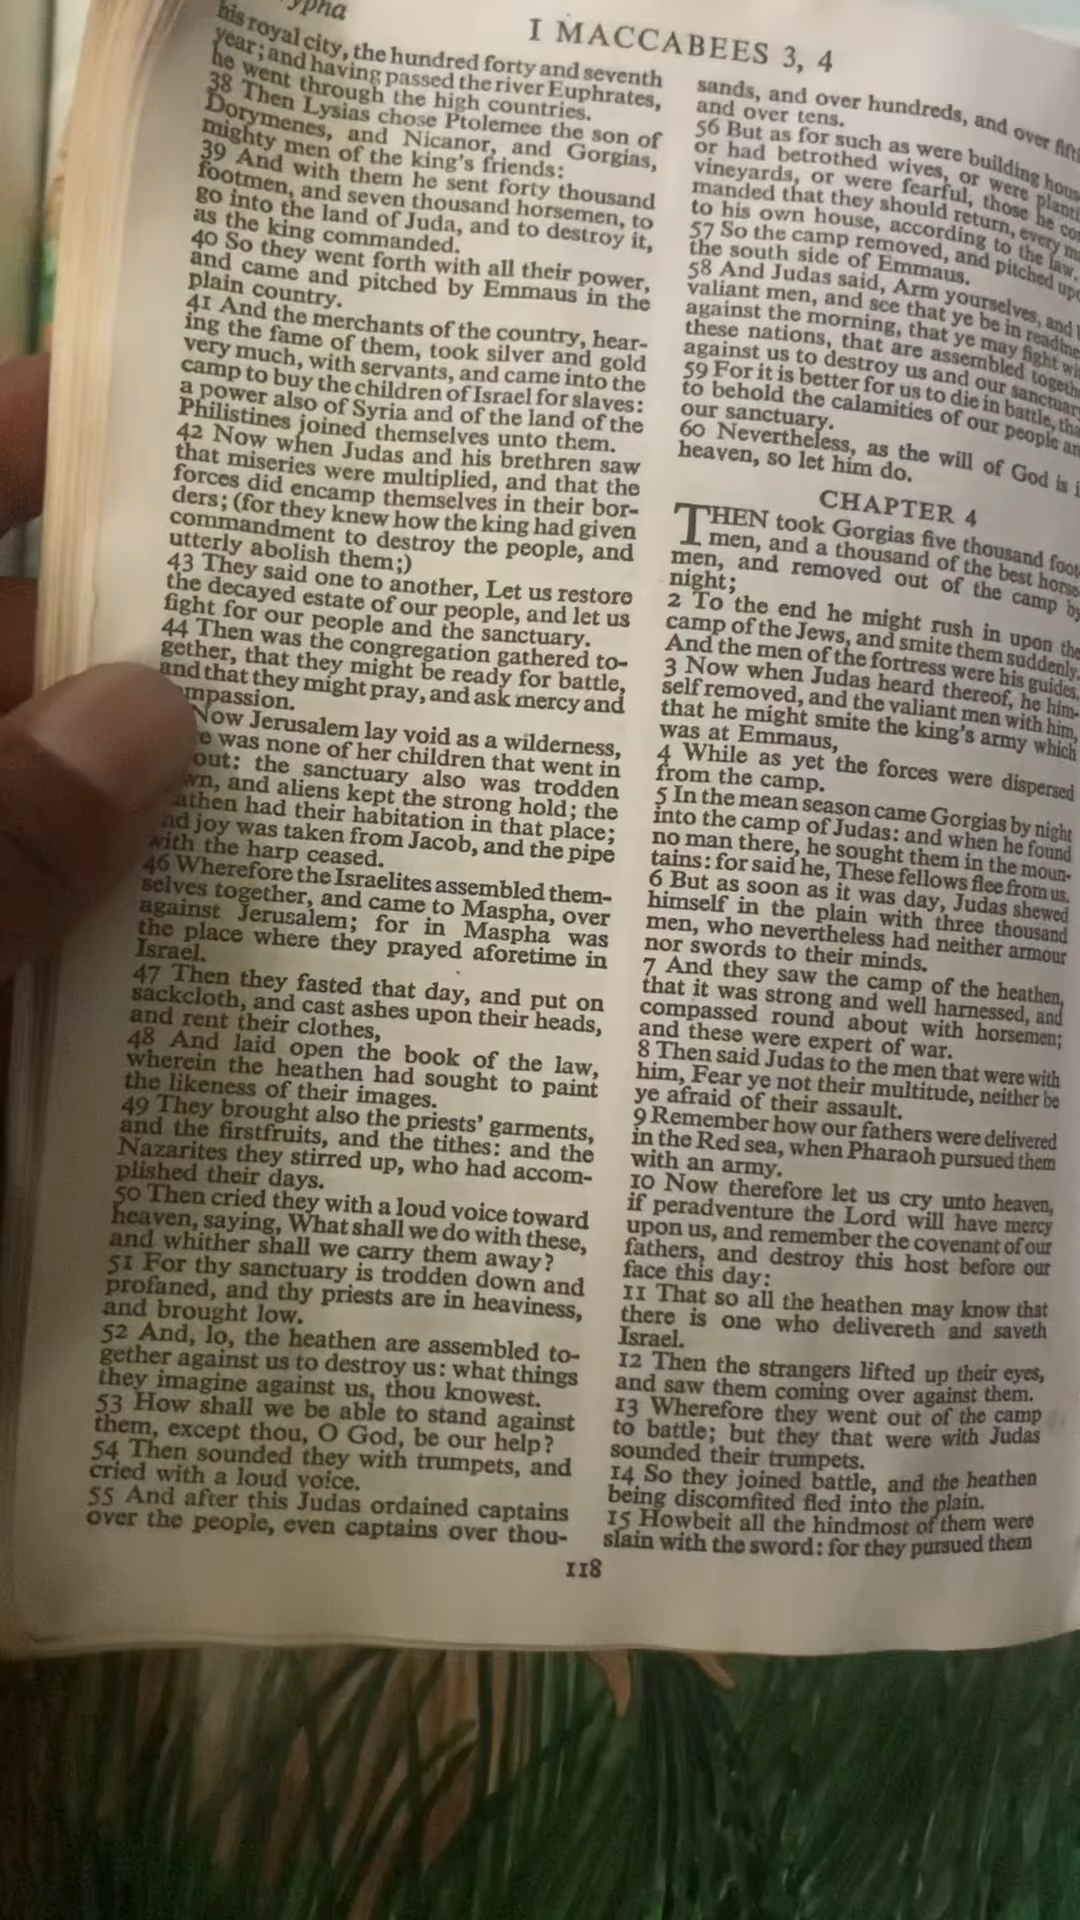 ypha
I MACCABEES 3, 4
his royal city, the hundred forty and seventh
year; and having passed the river Euphrates,
he went through the high countries.
38 Then Lysias chose Ptolemee the son of
Dorymenes, and Nicanor, and Gorgias,
mighty men of the king's friends:
39 And with them he sent forty thousand
footmen, and seven thousand horsemen, to
go into the land of Juda, and to destroy it,
as the king commanded.
40 So they went forth with all their power,
and came and pitched by Emmaus in the
plain country.
41 And the merchants of the country, hear-
ing the fame of them, took silver and gold
very much, with servants, and came into the
camp to buy the children of Israel for slaves:
a power also of Syria and of the land of the
Philistines joined themselves unto them.
42 Now when Judas and his brethren saw
that miseries were multiplied, and that the
forces did encamp themselves in their bor-
ders; (for they knew how the king had given
commandment to destroy the people, and
utterly abolish them;)
43 They said one to another, Let us restore
the decayed estate of our people, and let us
fight for our people and the sanctuary.
44 Then was the congregation gathered to-
gether, that they might be ready for battle,
and that they might pray, and ask mercy and
mpassion.
Now Jerusalem lay void as a wilderness,
e was none of her children that went in
out: the sanctuary also was trodden
wn, and aliens kept the strong hold; the
athen had their habitation in that place;
nd joy was taken from Jacob, and the pipe
with the harp ceased.
46 Wherefore the Israelites assembled them-
selves together, and came to Maspha, over
against Jerusalem; for in Maspha was
the place where they prayed aforetime in
Israel.
47 Then they fasted that day, and put on
sackcloth, and cast ashes upon their heads,
and rent their clothes,
48 And laid open the book of the law,
wherein the heathen had sought to paint
the likeness of their images.
49 They brought also the priests' garments,
and the firstfruits, and the tithes: and the
Nazarites they stirred up, who had accom-
plished their days.
50 Then cried they with a loud voice toward
heaven, saying, What shall we do with these,
and whither shall we carry them away?
51 For thy sanctuary is trodden down and
profaned, and thy priests are in heaviness,
and brought low.
52 And, lo, the heathen are assembled to-
gether against us to destroy us: what things
they imagine against us, thou knowest.
53 How shall we be able to stand against
them, except thou, O God, be our help?
54 Then sounded they with trumpets, and
cried with a loud voice.
55 And after this Judas ordained captains
over the people, even captains over thou-
sands, and over hundreds, and over fifti
and over tens.
56 But as for such as were building hous
or had betrothed wives, or were planti
vineyards, or were fearful, those he co
manded that they should return, every m
to his own house, according to the law.
57 So the camp removed, and pitched upo
the south side of Emmaus.
58 And Judas said, Arm yourselves, and
valiant men, and see that ye be in readine
against the morning, that ye may fight wi
these nations, that are assembled togeth
against us to destroy us and our sanctuary
59 For it is better for us to die in battle, tha
to behold the calamities of our people an
our sanctuary.
60 Nevertheless, as the will of God is i
heaven, so let him do.
CHAPTER 4
THEN took Gorgias five thousand foot
men, and a thousand of the best horse-
men, and removed out of the camp by
night;
2 To the end he might rush in upon the
camp of the Jews, and smite them suddenly.
And the men of the fortress were his guides.
3 Now when Judas heard thereof, he him-
self removed, and the valiant men with him,
that he might smite the king's army which
was at Emmaus,
4 While as yet the forces were dispersed
from the camp.
5 In the mean season came Gorgias by night
into the camp of Judas: and when he found
no man there, he sought them in the moun-
tains: for said he, These fellows flee from us.
6 But as soon as it was day, Judas shewed
himself in the plain with three thousand
men, who nevertheless had neither armour
nor swords to their minds.
7 And they saw the camp of the heathen,
that it was strong and well harnessed, and
compassed round about with horsemen;
and these were expert of war.
8 Then said Judas to the men that were with
him, Fear ye not their multitude, neither be
ye afraid of their assault.
9 Remember how our fathers were delivered
in the Red sea, when Pharaoh pursued them
with an army.
10 Now therefore let us cry unto heaven,
if peradventure the Lord will have mercy
upon us, and remember the covenant of our
fathers, and destroy this host before our
face this day:
11 That so all the heathen may know that
there is one who delivereth and saveth
Israel.
12 Then the strangers lifted up their eyes,
and saw them coming over against them.
13 Wherefore they went out of the camp
to battle; but they that were with Judas
sounded their trumpets.
14 So they joined battle, and the heathen
being discomfited fled into the plain.
15 Howbeit all the hindmost of them were
slain with the sword: for they pursued them
118